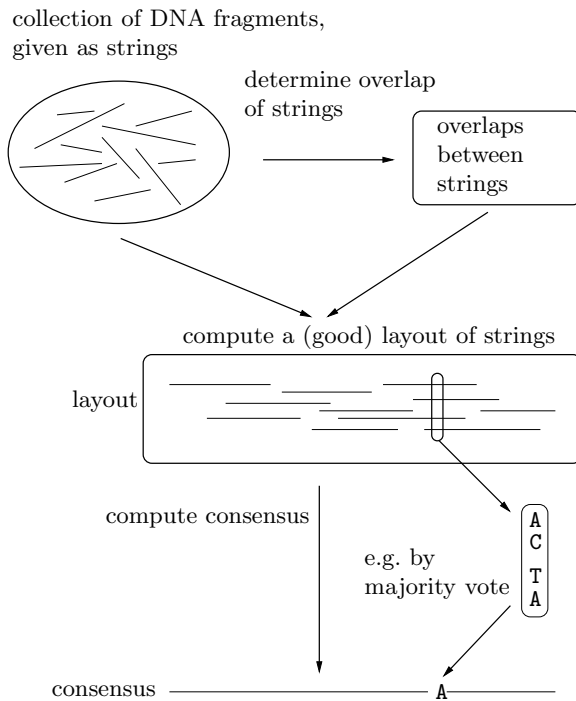 collection of DNA fragments,
given as strings
determine overlap
of strings
overlaps
between
strings
compute a (good) layout of strings
layout
compute consensus
e.g. by
majority vote
A
C
T
A
consensus
A